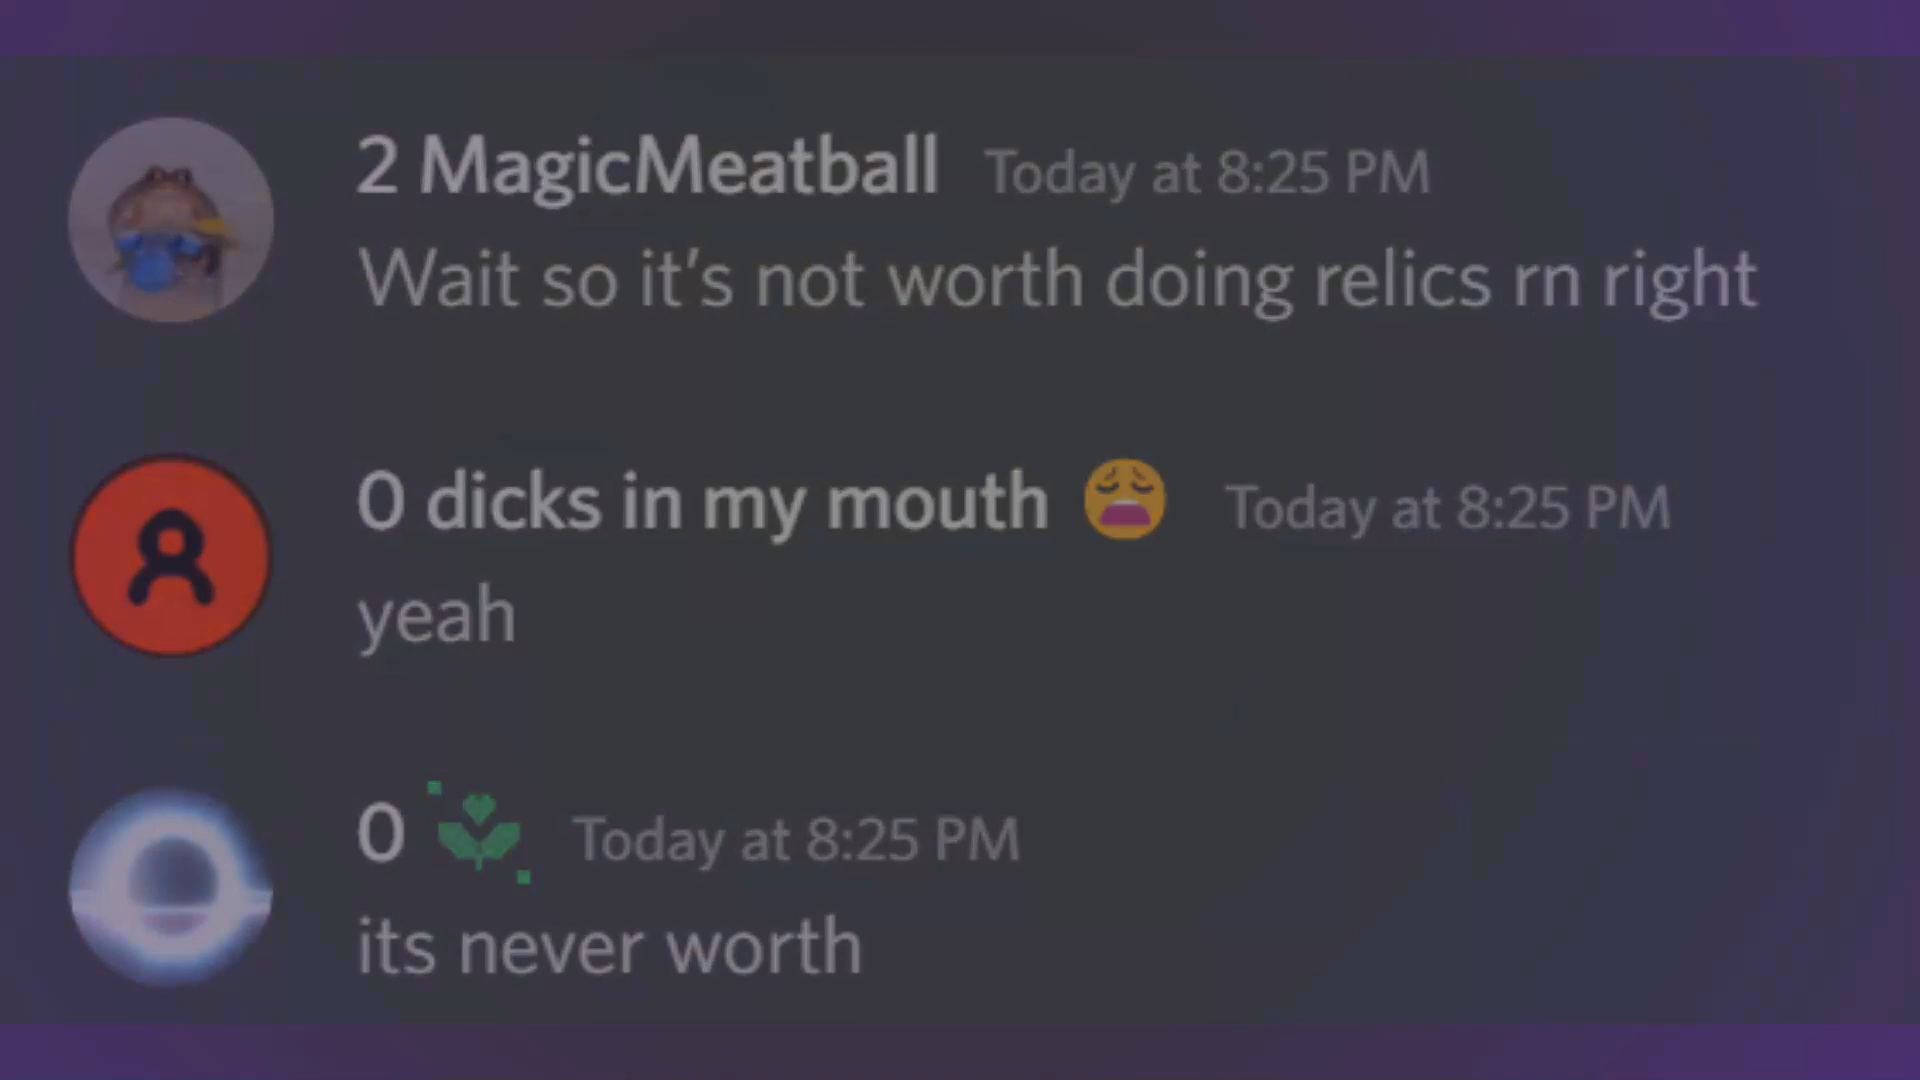 2 MagicMeatball Today at 8:25 PM
Wait so it’s not worth doing relics rn right
0 dicks in my mouth 😩 Today at 8:25 PM
yeah
0 Today at 8:25 PM
its never worth